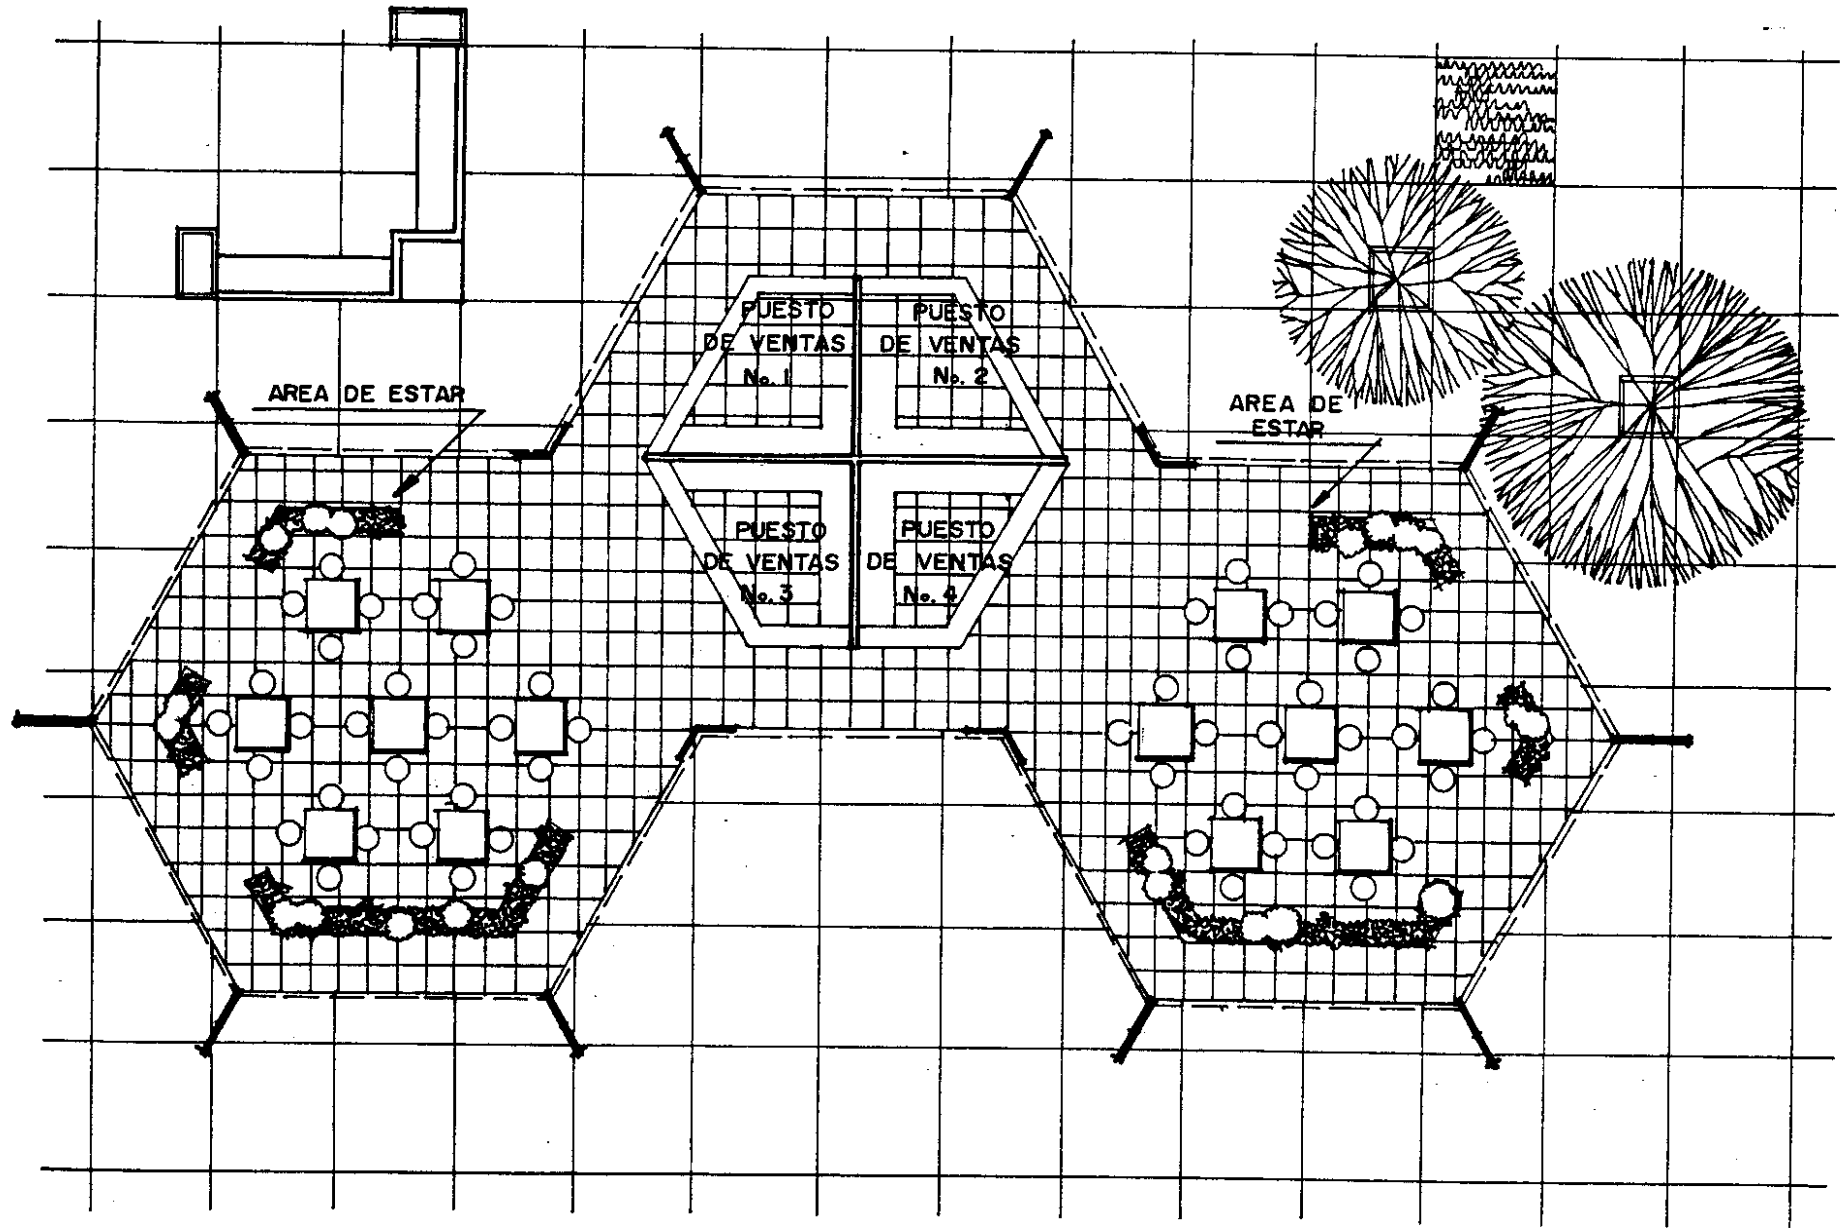 PUESTO
DE VENTAS
No. 1
PUESTO
DE VENTAS
No. 2
AREA DE ESTAR
AREA DE
ESTAR
PUESTO
DE VENTAS
No. 3
PUESTO
DE VENTAS
No. 4